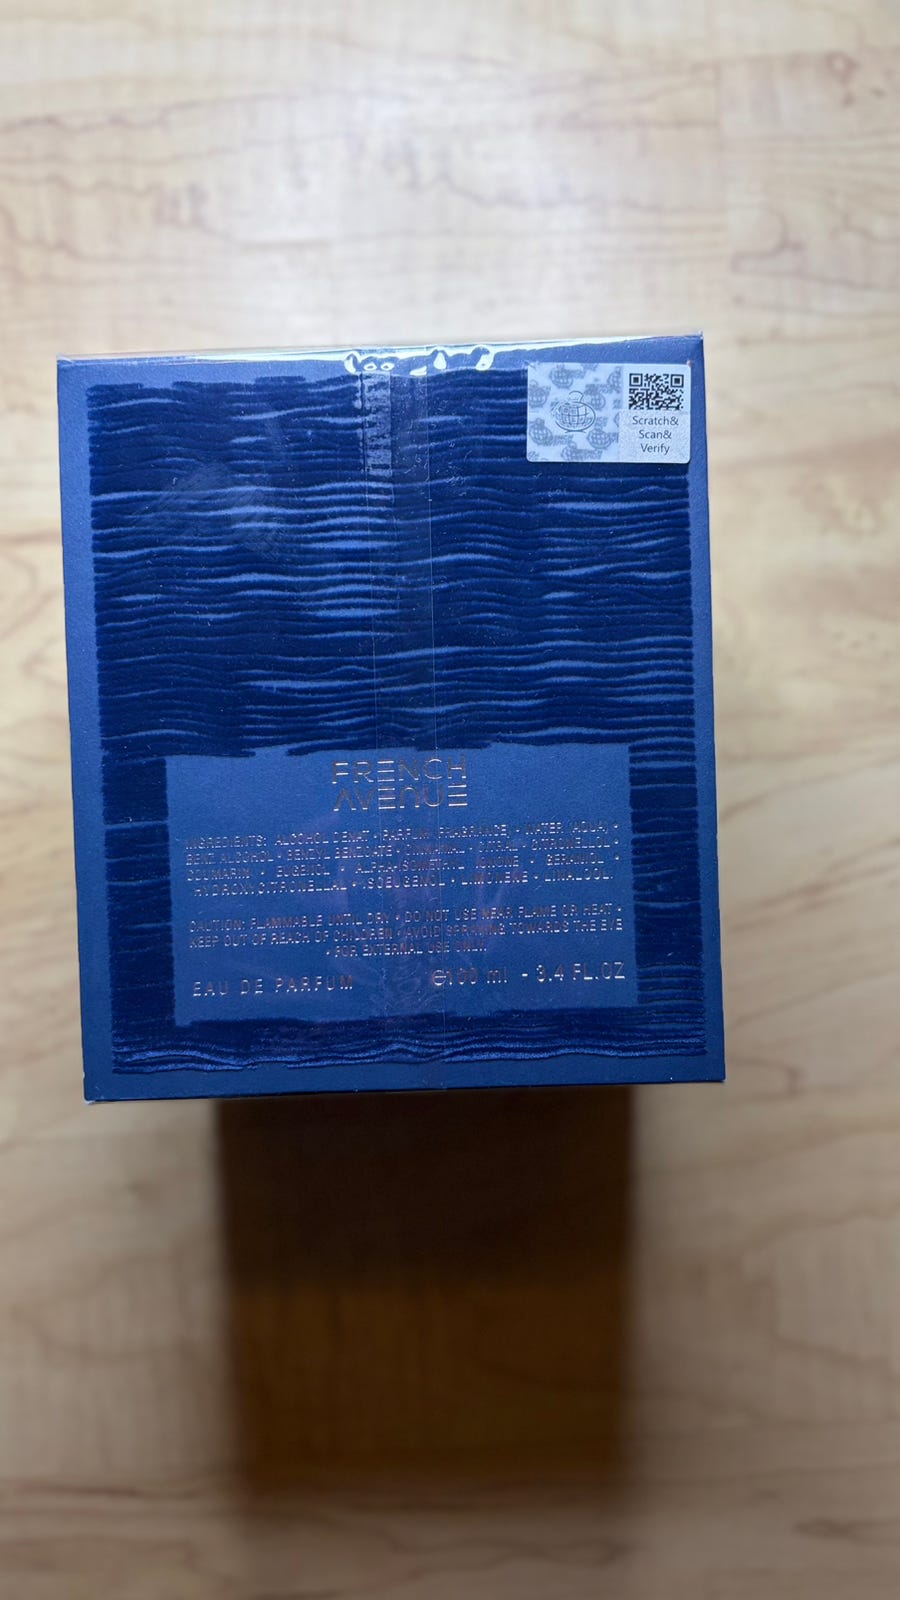 Scratch&
Scan&
Verify
FRENCH
AVENUE
INGREDIENTS: ALCOHOL DENAT • PARFUM (FRAGRANCE) • WATER (AQUA) •
BENZ ALCOHOL • BENZYL BENZOATE • CINNAMAL • CITRAL • CITRONELLOL •
COUMARIN • EUGENOL • ALPHA-ISOMETHYL IONONE • GERANIOL •
HYDROXYCITRONELLAL • ISOEUGENOL • LIMONENE • LINALOOL.
CAUTION: FLAMMABLE UNTIL DRY • DO NOT USE NEAR FLAME OR HEAT •
KEEP OUT OF REACH OF CHILDREN • AVOID SPRAYING TOWARDS THE EYE
• FOR EXTERNAL USE ONLY
EAU DE PARFUM ℮100 ml - 3.4 FL.OZ